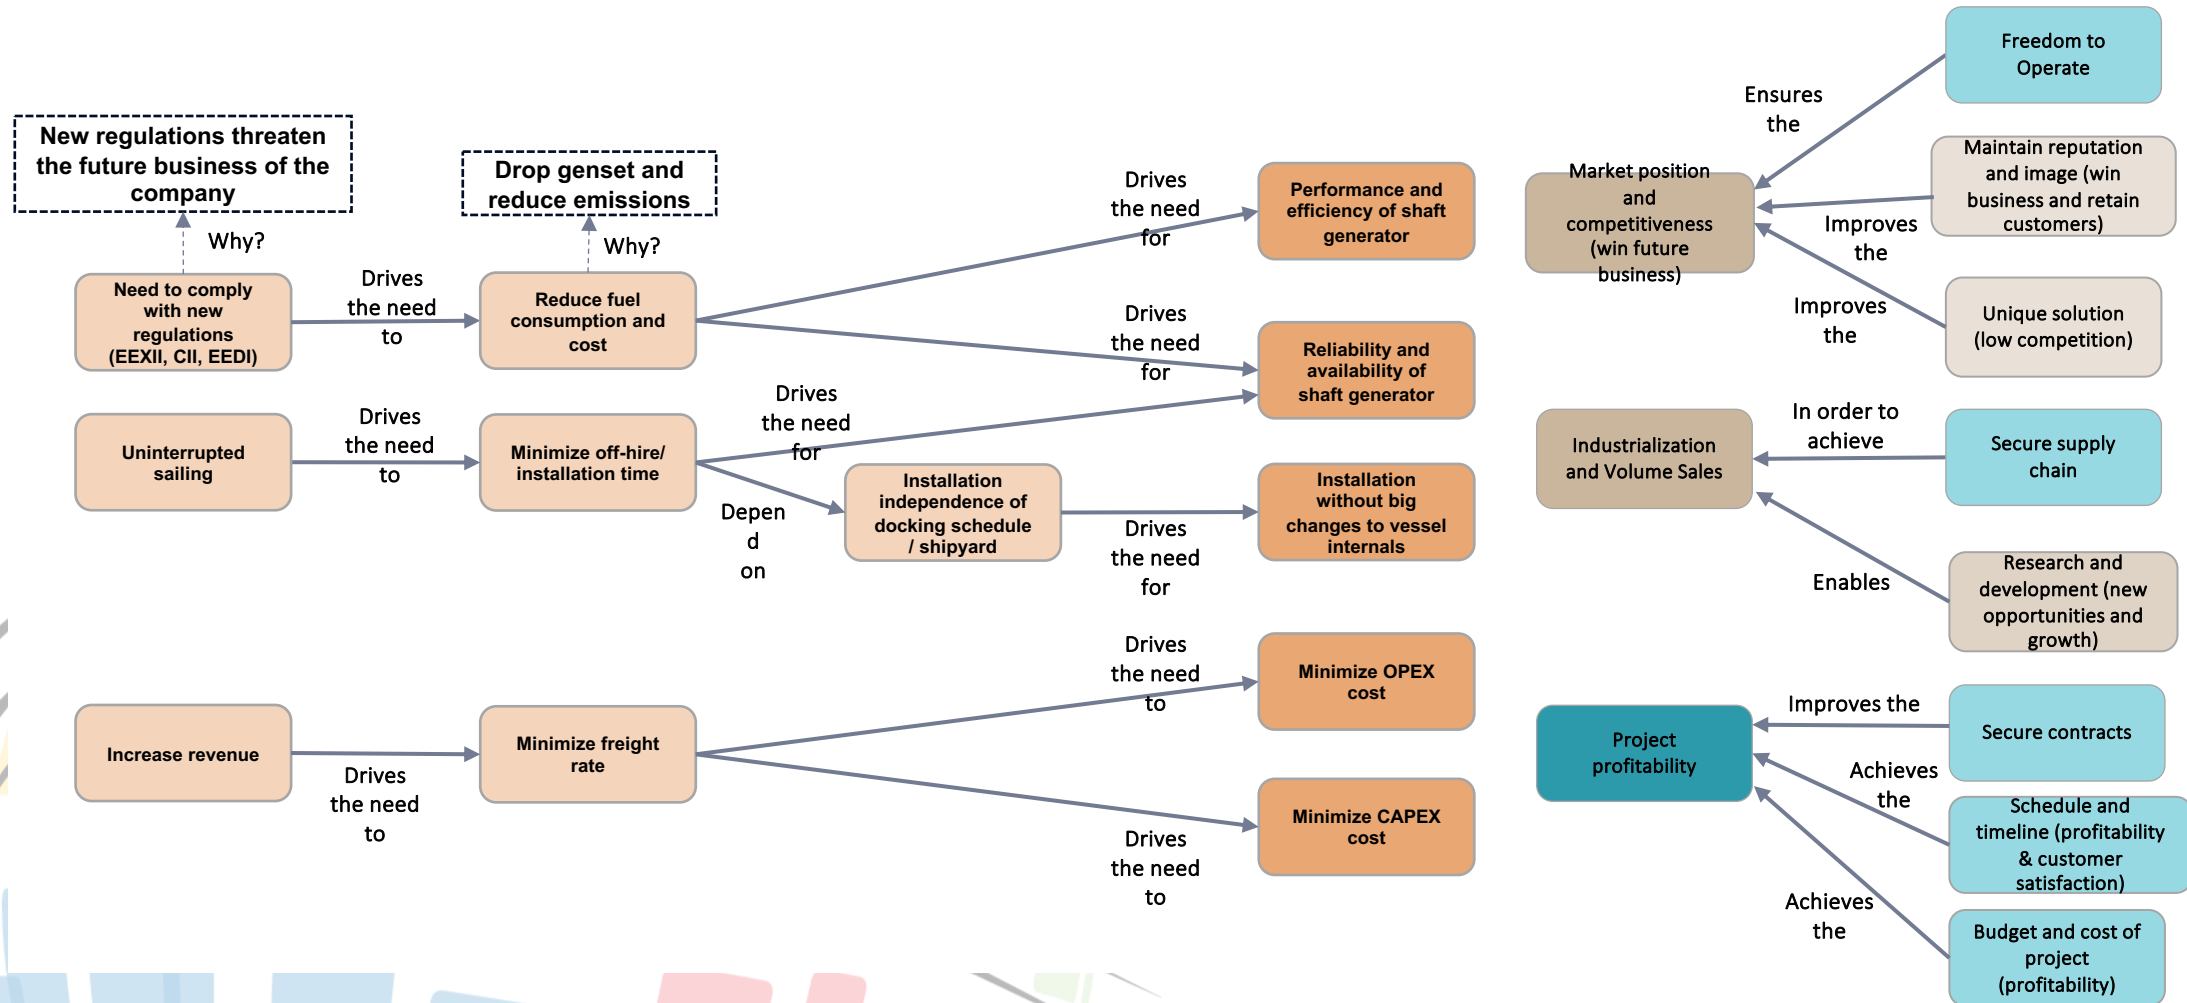 New regulations threaten
the future business of the
company
Why?
Drop genset and
reduce emissions
Why?
Need to comply
with new
regulations
(EEXII, CII, EEDI)
Drives
the need
to
Reduce fuel
consumption and
cost
Drives
the need
for
Performance and
efficiency of shaft
generator
Drives
the need
for
Reliability and
availability of
shaft generator
Uninterrupted
sailing
Drives
the need
to
Minimize off-hire/
installation time
Drives
the need
for
Depen
d
on
Installation
independence of
docking schedule
/ shipyard
Drives
the need
for
Installation
without big
changes to vessel
internals
Increase revenue
Drives
the need
to
Minimize freight
rate
Drives
the need
to
Minimize OPEX
cost
Drives
the need
to
Minimize CAPEX
cost
Market position
and
competitiveness
(win future
business)
Ensures
the
Freedom to
Operate
Improves
the
Maintain reputation
and image (win
business and retain
customers)
Improves
the
Unique solution
(low competition)
Industrialization
and Volume Sales
In order to
achieve
Secure supply
chain
Enables
Research and
development (new
opportunities and
growth)
Project
profitability
Improves the
Secure contracts
Achieves
the
Schedule and
timeline (profitability
& customer
satisfaction)
Achieves
the
Budget and cost of
project
(profitability)